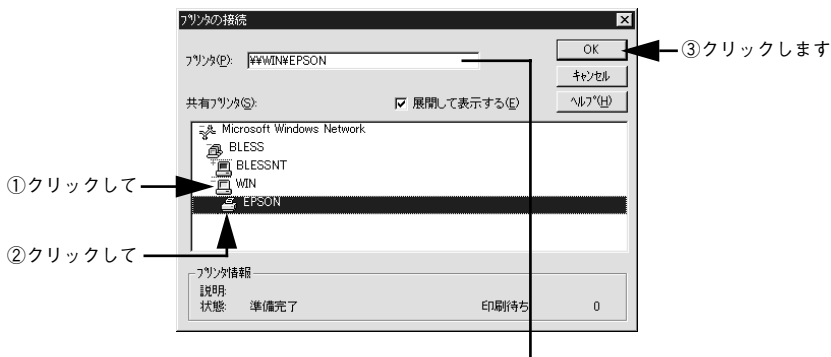 プリンタの接続
プリンタ(P): ¥¥WIN¥EPSON
OK
③クリックします
キャンセル
共有プリンタ(S):
展開して表示する(E)
ヘルプ(H)
Microsoft Windows Network
BLESS
BLESSNT
①クリックして
WIN
EPSON
②クリックして
プリンタ情報
説明:
状態: 準備完了 印刷待ち 0